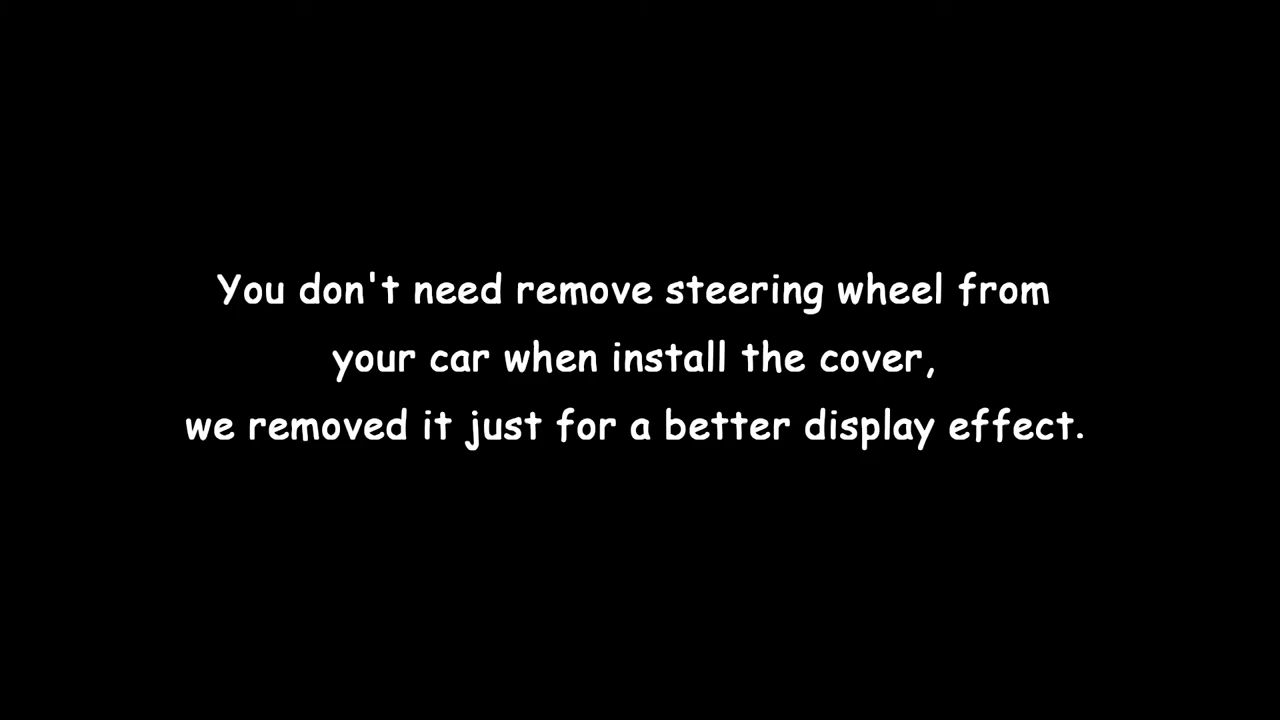 You don't need remove steering wheel from
your car when install the cover,
we removed it just for a better display effect.